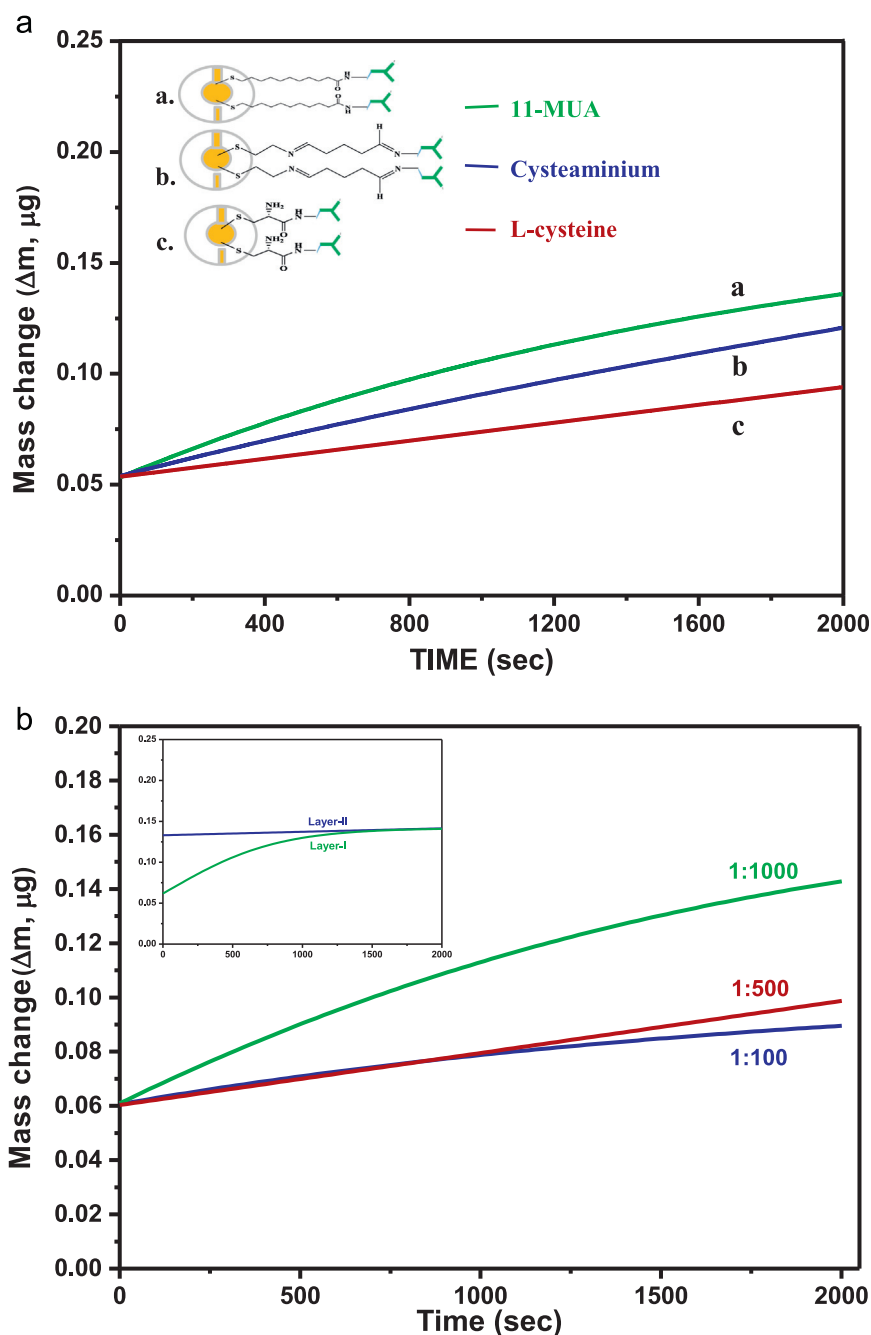 a
0.25
0.20
0.15
0.10
0.05
0.00
Mass change (Δm, μg)
a.
S
O
H
N
O
N
H
b.
S
N
H
N
S
N
N
H
c.
S
NH₂
H
N
O
S
NH₂
H
N
O
11-MUA
Cysteaminium
L-cysteine
a
b
c
0 400 800 1200 1600 2000
TIME (sec)
b
0.20
0.18
0.16
0.14
0.12
0.10
0.08
0.06
0.04
0.02
0.00
Mass change(Δm, μg)
0.25
0.20
0.15
0.10
0.05
0.00
Layer-II
Layer-I
0 500 1000 1500 2000
1:1000
1:500
1:100
0 500 1000 1500 2000
Time (sec)